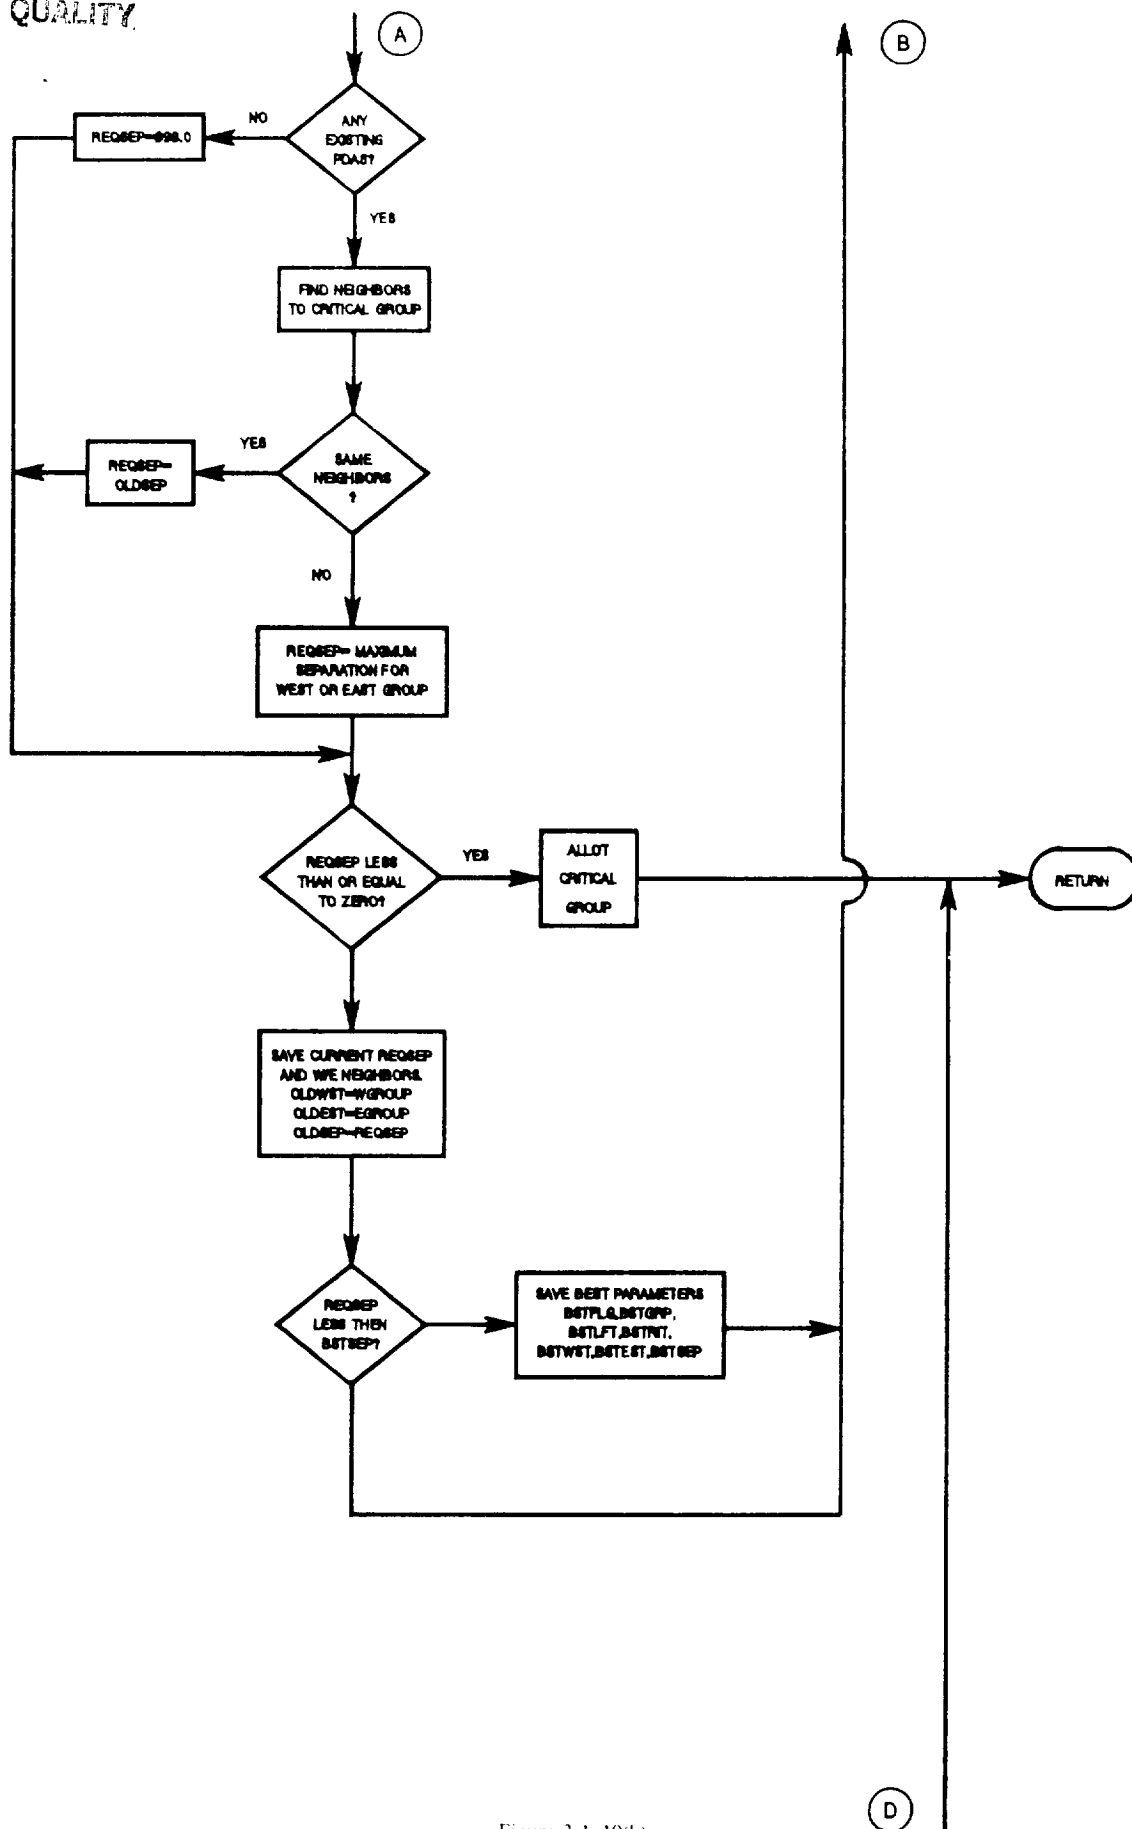 QUALITY
A
B
NO
REQSEP=998.0
ANY
EXISTING
PDAS?
YES
FIND NEIGHBORS
TO CRITICAL GROUP
YES
REQSEP=
OLDSEP
SAME
NEIGHBORS
?
NO
REQSEP= MAXIMUM
SEPARATION FOR
WEST OR EAST GROUP
REQSEP LESS
THAN OR EQUAL
TO ZERO?
YES
ALLOT
CRITICAL
GROUP
RETURN
SAVE CURRENT REQSEP
AND W/E NEIGHBORS.
OLDWST=WGROUP
OLDEST=EGROUP
OLDSEP=REQSEP
REQSEP
LESS THEN
BSTSEP?
SAVE BEST PARAMETERS
BSTFLG,BSTGRP,
BSTLFT,BSTRIT,
BSTWST,BSTEST,BSTSEP
D
Figure